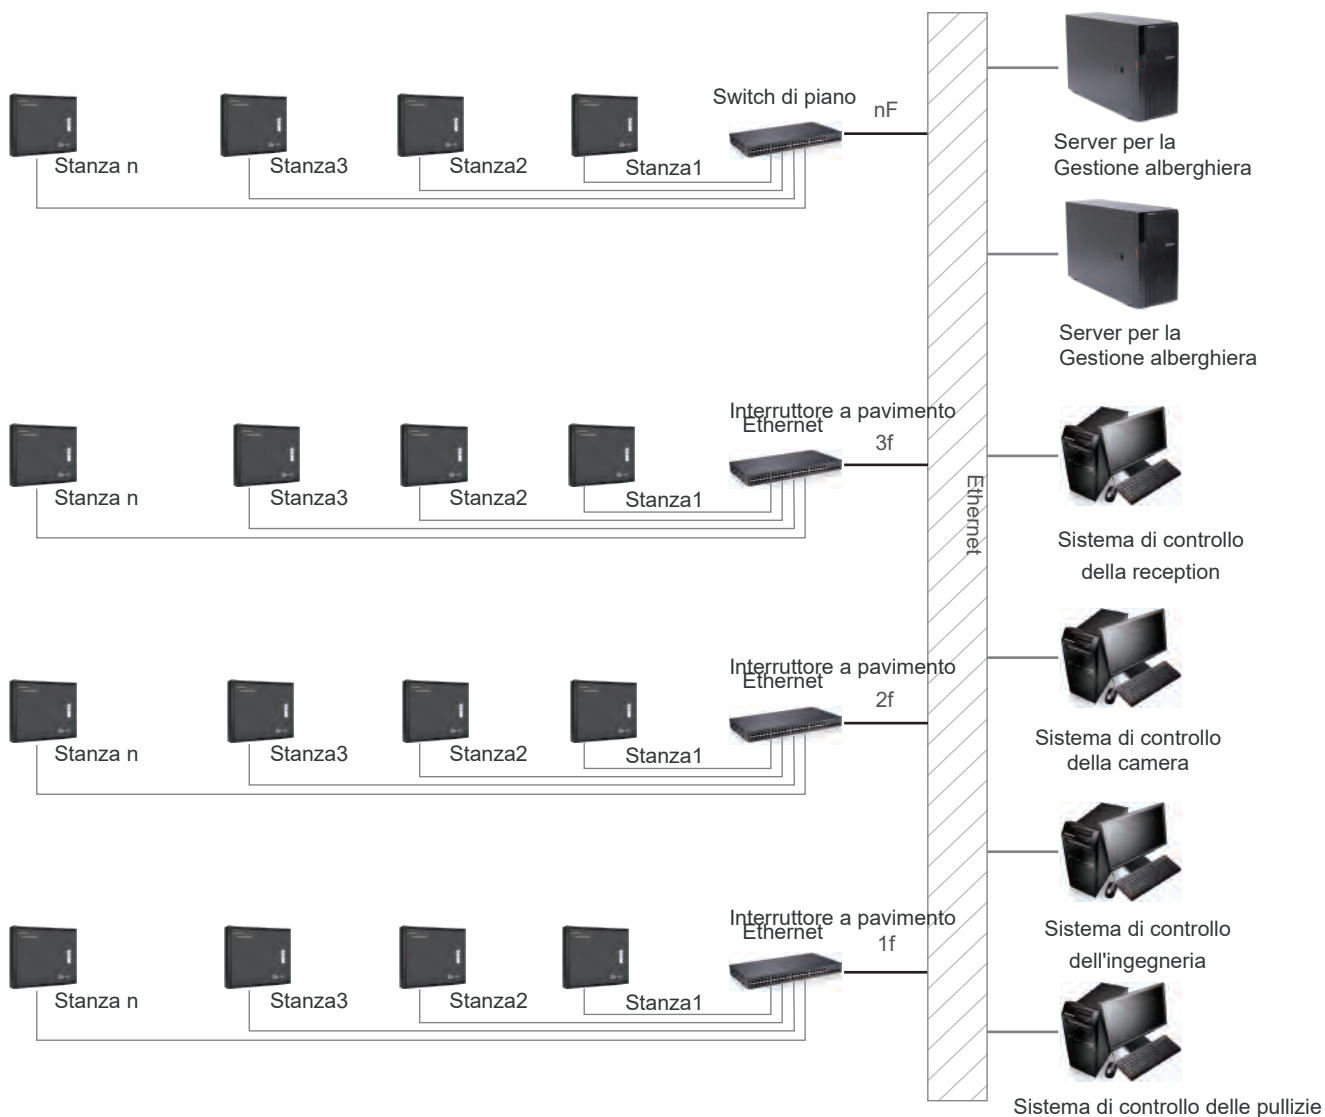 Switch di piano
nF
Stanza n
Stanza3
Stanza2
Stanza1
Server per la
Gestione alberghiera
Server per la
Gestione alberghiera
Interruttore a pavimento
Ethernet
3f
Stanza n
Stanza3
Stanza2
Stanza1
Ethernet
Sistema di controllo
della reception
Interruttore a pavimento
Ethernet
2f
Stanza n
Stanza3
Stanza2
Stanza1
Sistema di controllo
della camera
Interruttore a pavimento
Ethernet
1f
Stanza n
Stanza3
Stanza2
Stanza1
Sistema di controllo
dell'ingegneria
Sistema di controllo delle pullizie